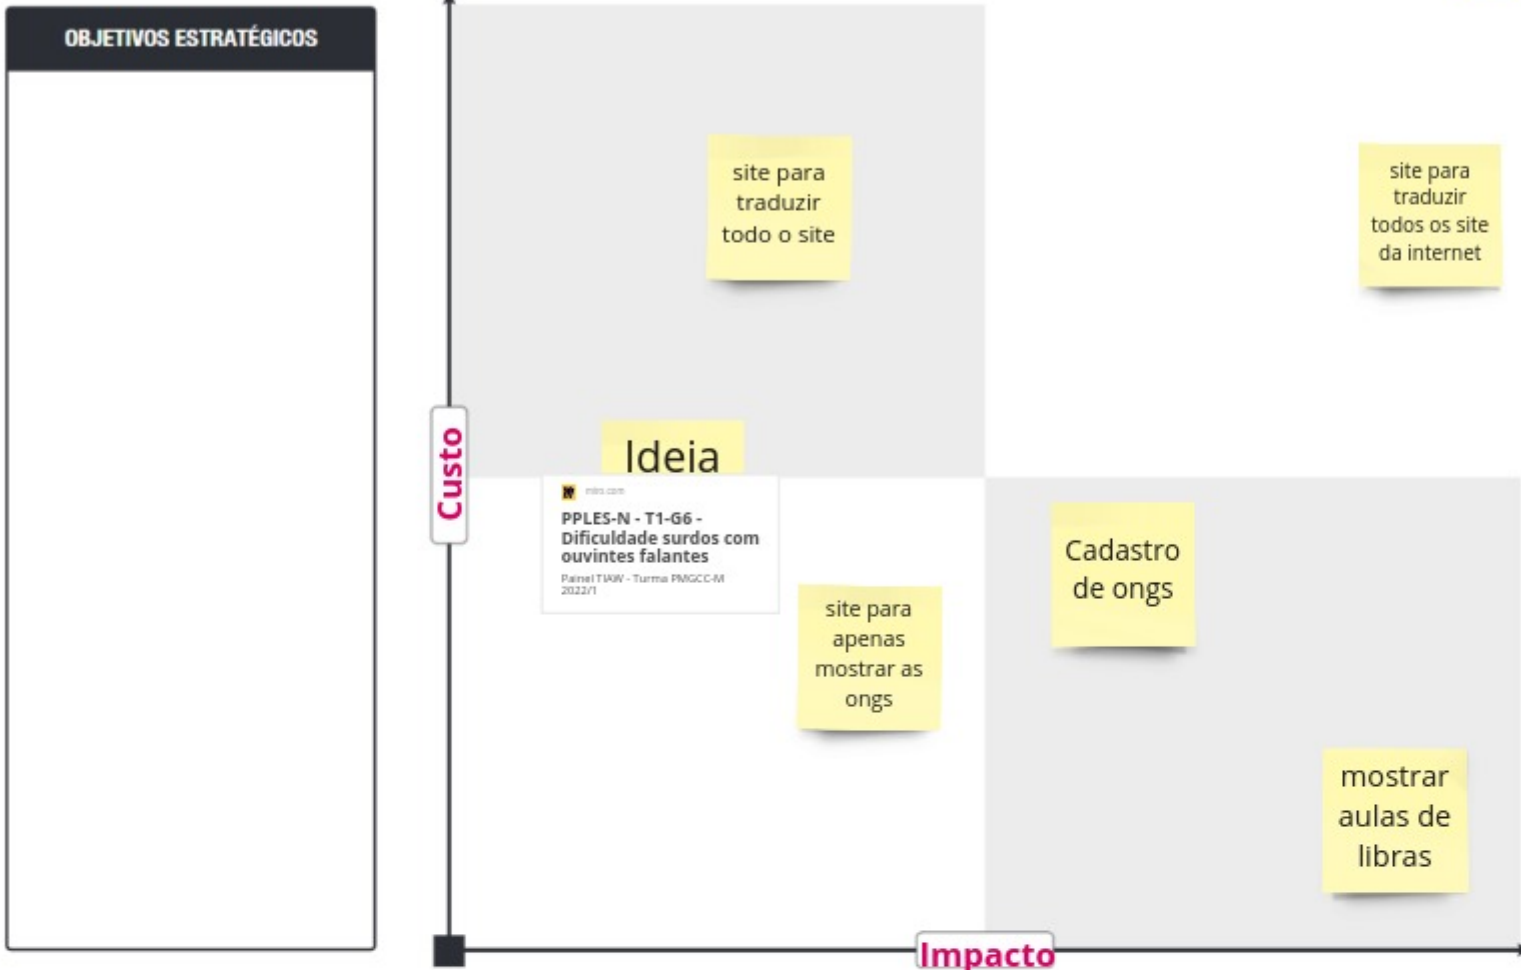 OBJETIVOS ESTRATÉGICOS
site para
traduzir
todo o site
site para
traduzir
todos os site
da internet
Custo
Ideia
miro.com
PPLES-N - T1-G6 -
Dificuldade surdos com
ouvintes falantes
Painel TIAW - Turma PMGCC-M
2022/1
site para
apenas
mostrar as
ongs
Cadastro
de ongs
mostrar
aulas de
libras
Impacto